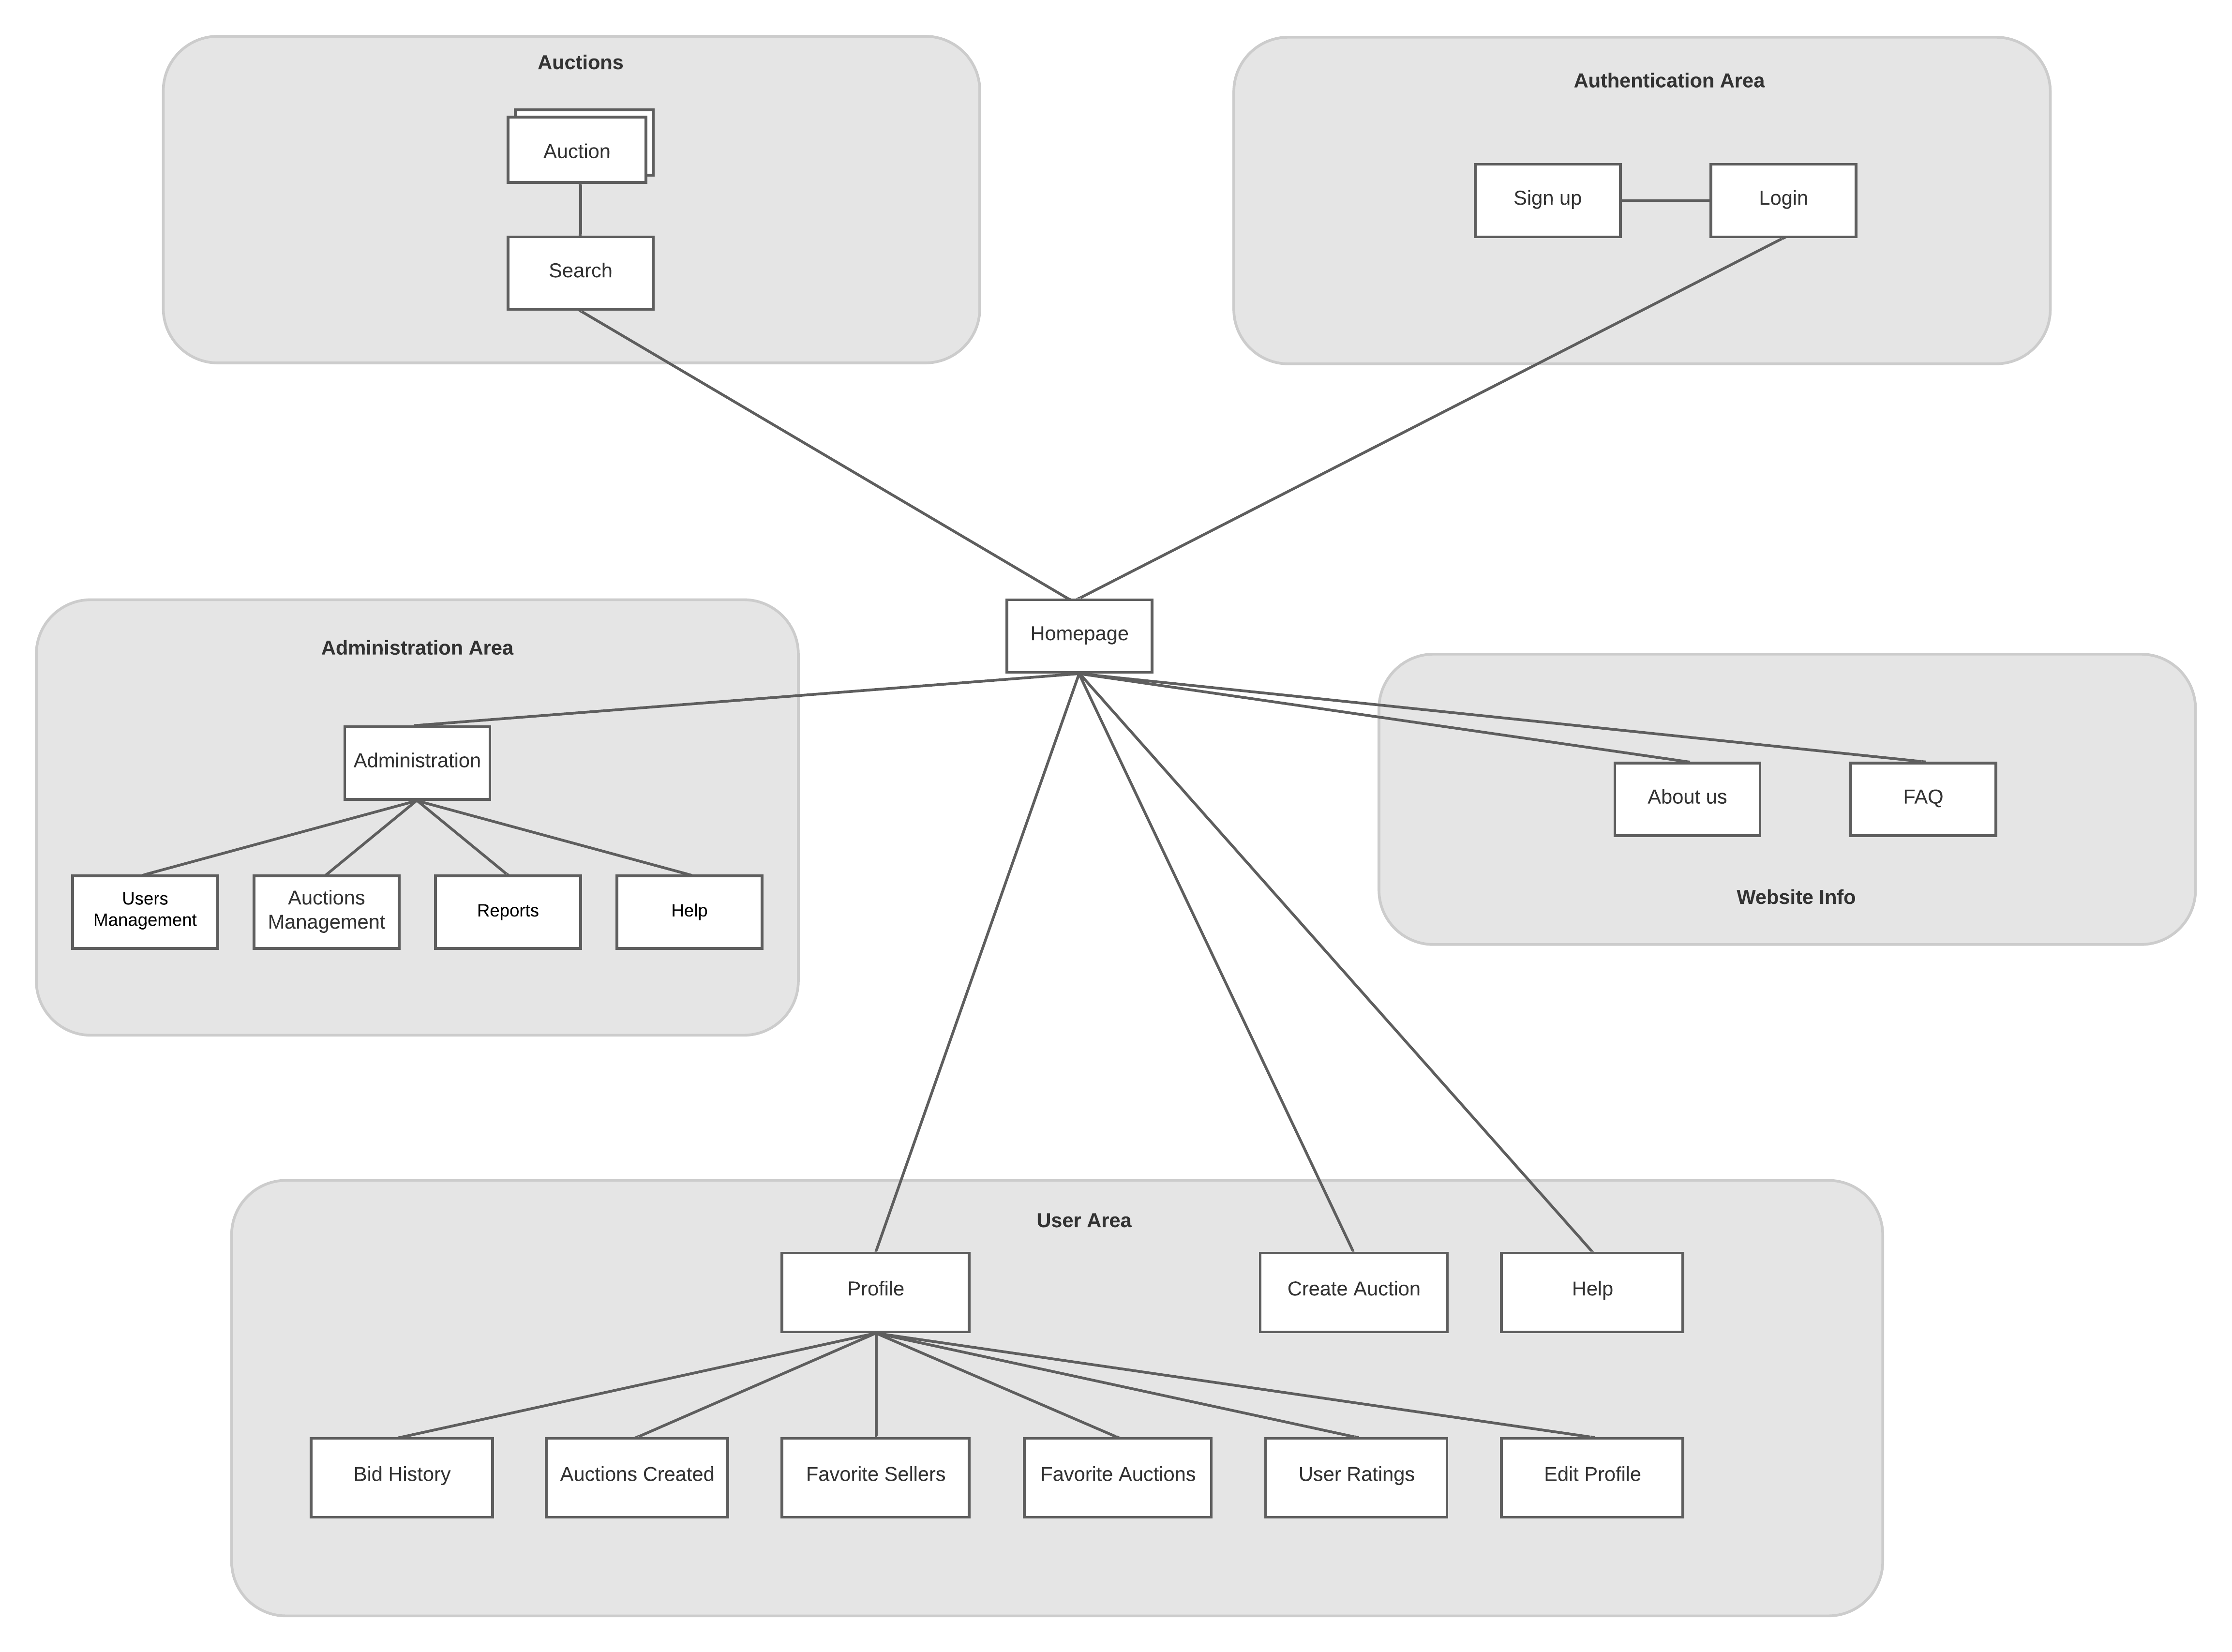 Auctions
Auction
Search
Authentication Area
Sign up
Login
Homepage
Administration Area
Administration
Users
Management
Auctions
Management
Reports
Help
About us
FAQ
Website Info
User Area
Profile
Create Auction
Help
Bid History
Auctions Created
Favorite Sellers
Favorite Auctions
User Ratings
Edit Profile